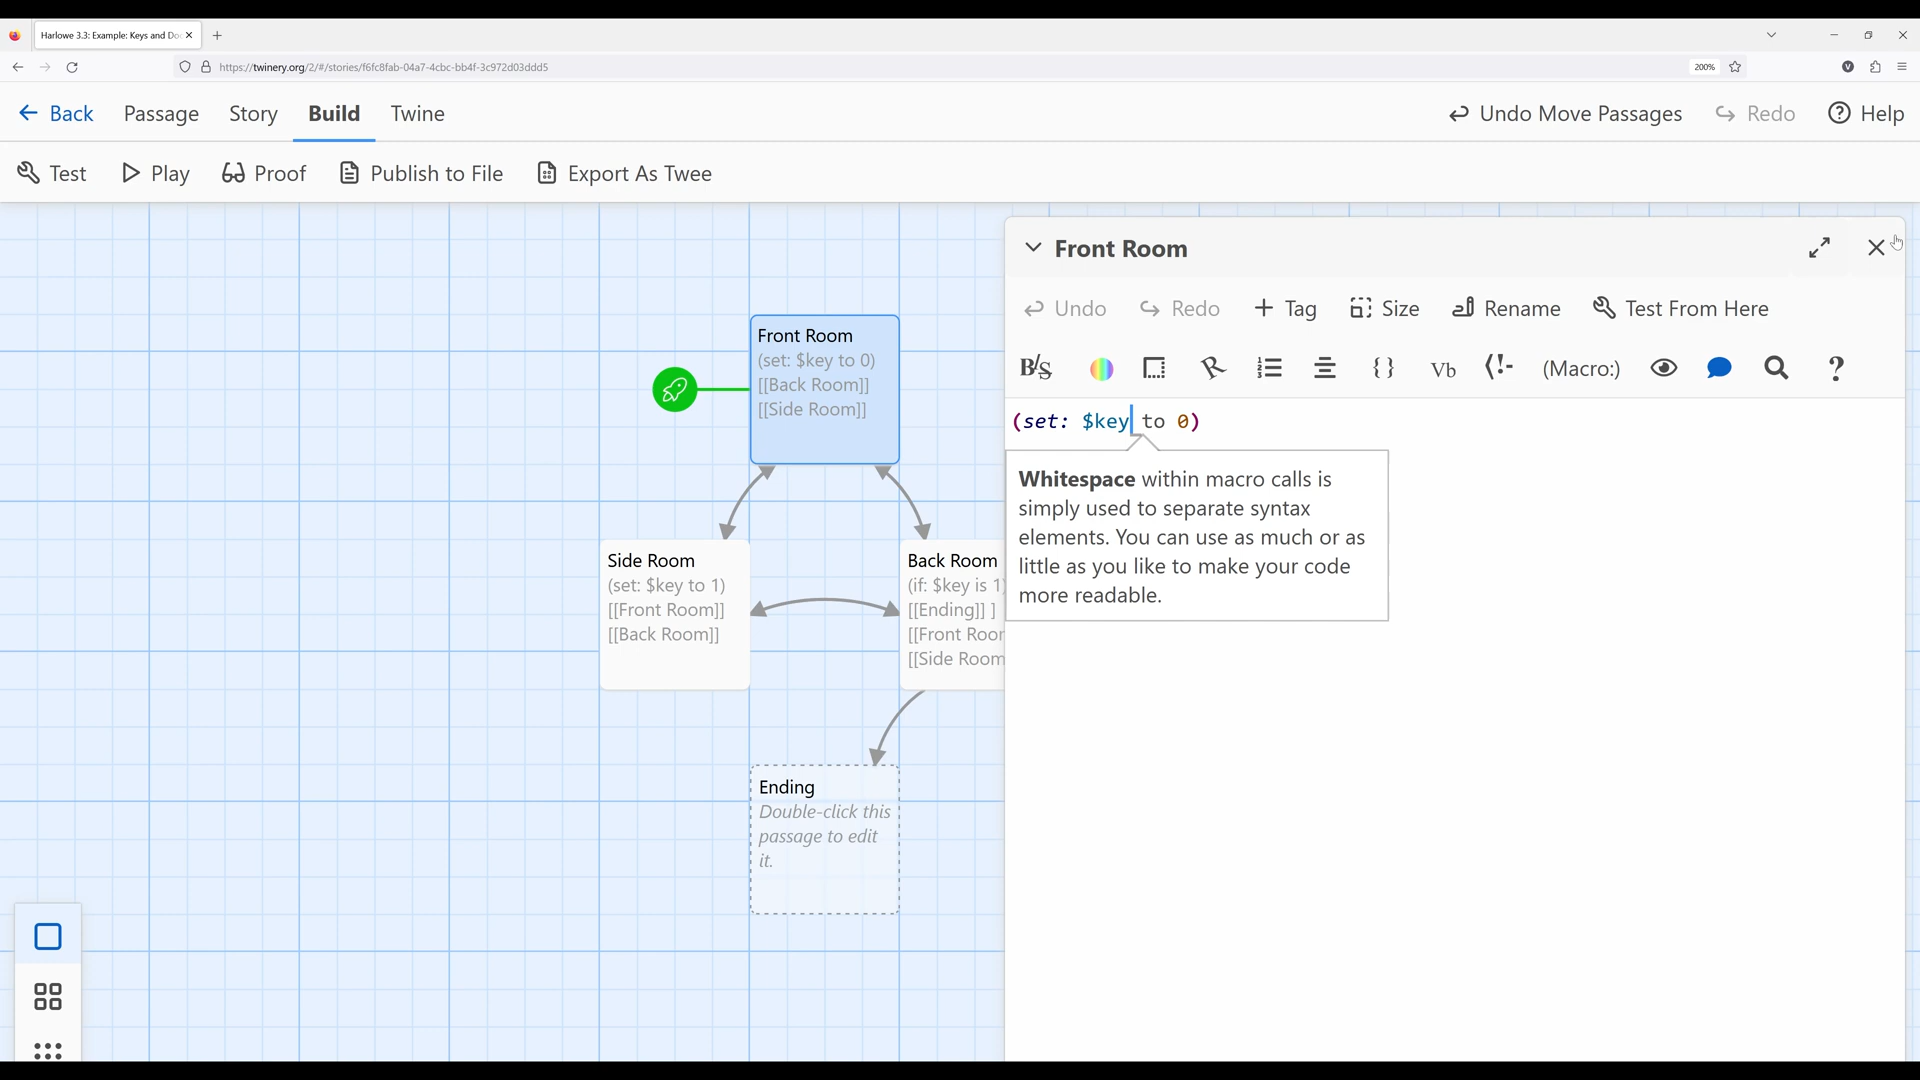 Harlowe 3.3: Example: Keys and Do
https://twinery.org/2/#/stories/f6fc8fab-04a7-4cbc-bb4f-3c972d03ddd5
200%
V
Back
Passage
Story
Build
Twine
Undo Move Passages
Redo
Help
Test
Play
Proof
Publish to File
Export As Twee
Front Room
(set: $key to 0)
[[Back Room]]
[[Side Room]]
Side Room
(set: $key to 1)
[[Front Room]]
[[Back Room]]
Back Room
(if: $key is 1)
[[Ending]] ]
[[Front Roor
[[Side Room
Ending
Double-click this
passage to edit
it.
Front Room
Undo
Redo
Tag
Size
Rename
Test From Here
B/S
Vb
(Macro:)
(set: $key to 0)
Whitespace within macro calls is
simply used to separate syntax
elements. You can use as much or as
little as you like to make your code
more readable.